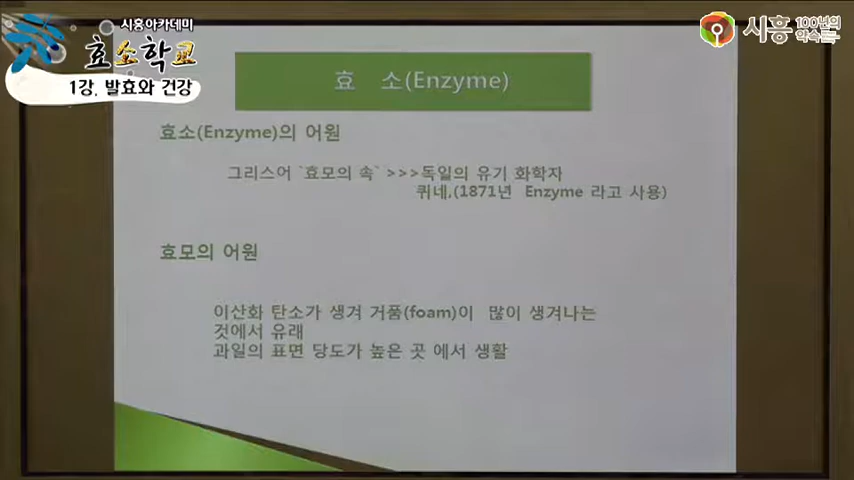 시흥아카데미
효소학교
1강. 발효와 건강
시흥 100년의
약속
효 소(Enzyme)
효소(Enzyme)의 어원
그리스어 `효모의 속` >>>독일의 유기 화학자
퀴네,(1871년 Enzyme 라고 사용)
효모의 어원
이산화 탄소가 생겨 거품(foam)이 많이 생겨나는
것에서 유래
과일의 표면 당도가 높은 곳 에서 생활